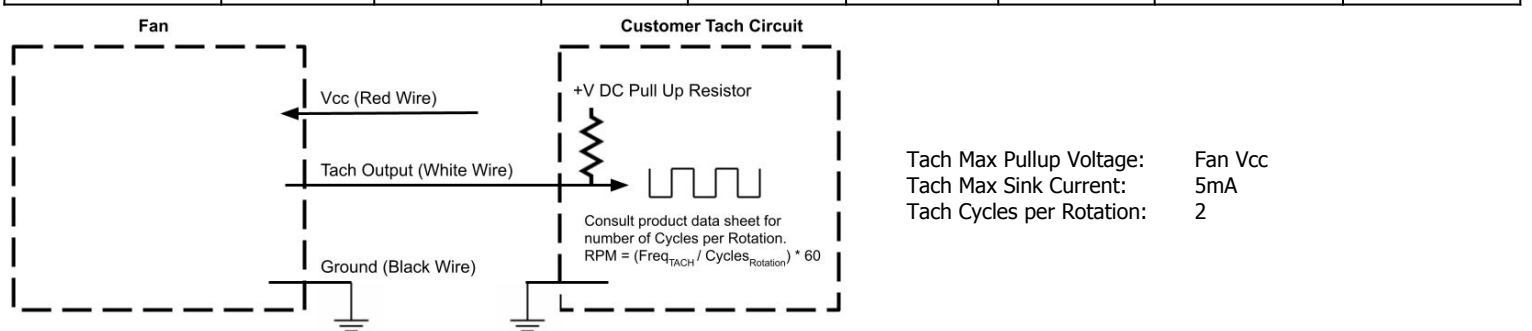 Fan
Customer Tach Circuit
Vcc (Red Wire)
+V DC Pull Up Resistor
Tach Output (White Wire)
Consult product data sheet for
number of Cycles per Rotation.
RPM = (FreqTACH / CyclesRotation) * 60
Ground (Black Wire)
Tach Max Pullup Voltage: Fan Vcc
Tach Max Sink Current: 5mA
Tach Cycles per Rotation: 2